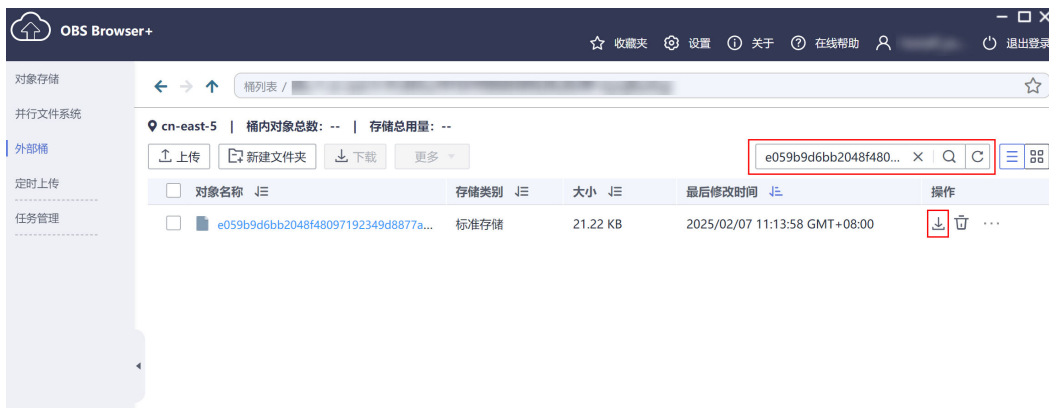 OBS Browser+
收藏夹 设置 关于 在线帮助 退出登录
对象存储
并行文件系统
外部桶
定时上传
任务管理
桶列表 /
cn-east-5 | 桶内对象总数: -- | 存储总用量: --
上传 新建文件夹 下载 更多
e059b9d6bb2048f480...
对象名称 存储类别 大小 最后修改时间 操作
e059b9d6bb2048f48097192349d8877a... 标准存储 21.22 KB 2025/02/07 11:13:58 GMT+08:00